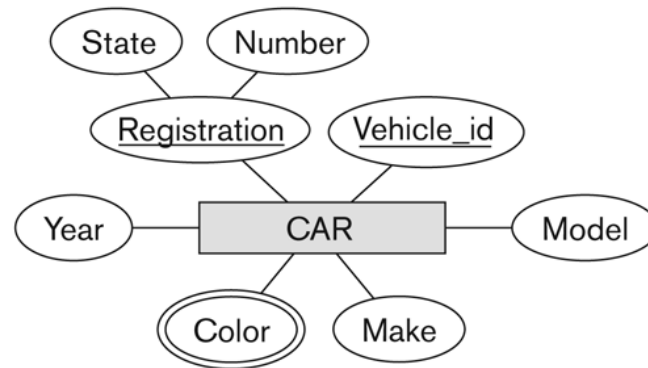 State
Number
Registration
Vehicle_id
Year
CAR
Model
Color
Make